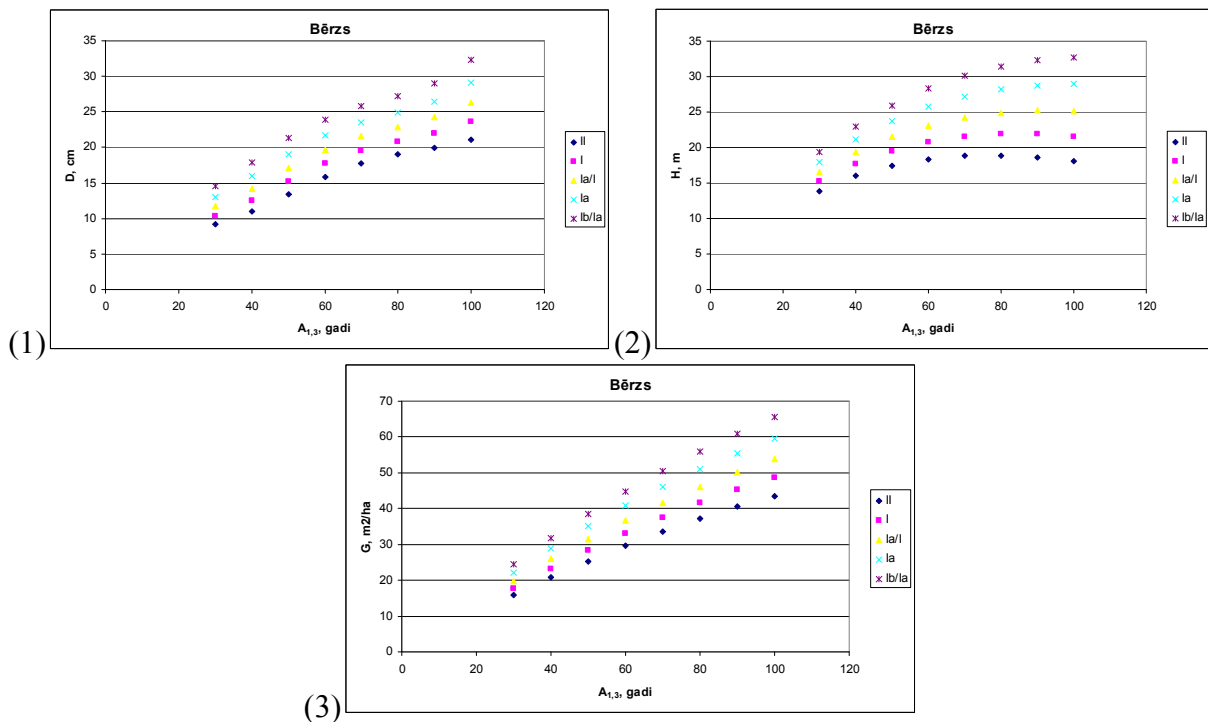 Bērzs
35
30
25
20
15
10
5
0
D, cm
0 20 40 60 80 100 120
A1,3, gadi
II
I
Ia/I
Ia
Ib/Ia
(1)
Bērzs
35
30
25
20
15
10
5
0
H, m
0 20 40 60 80 100 120
A1,3, gadi
II
I
Ia/I
Ia
Ib/Ia
(2)
Bērzs
70
60
50
40
30
20
10
0
G, m2/ha
0 20 40 60 80 100 120
A1,3, gadi
II
I
Ia/I
Ia
Ib/Ia
(3)